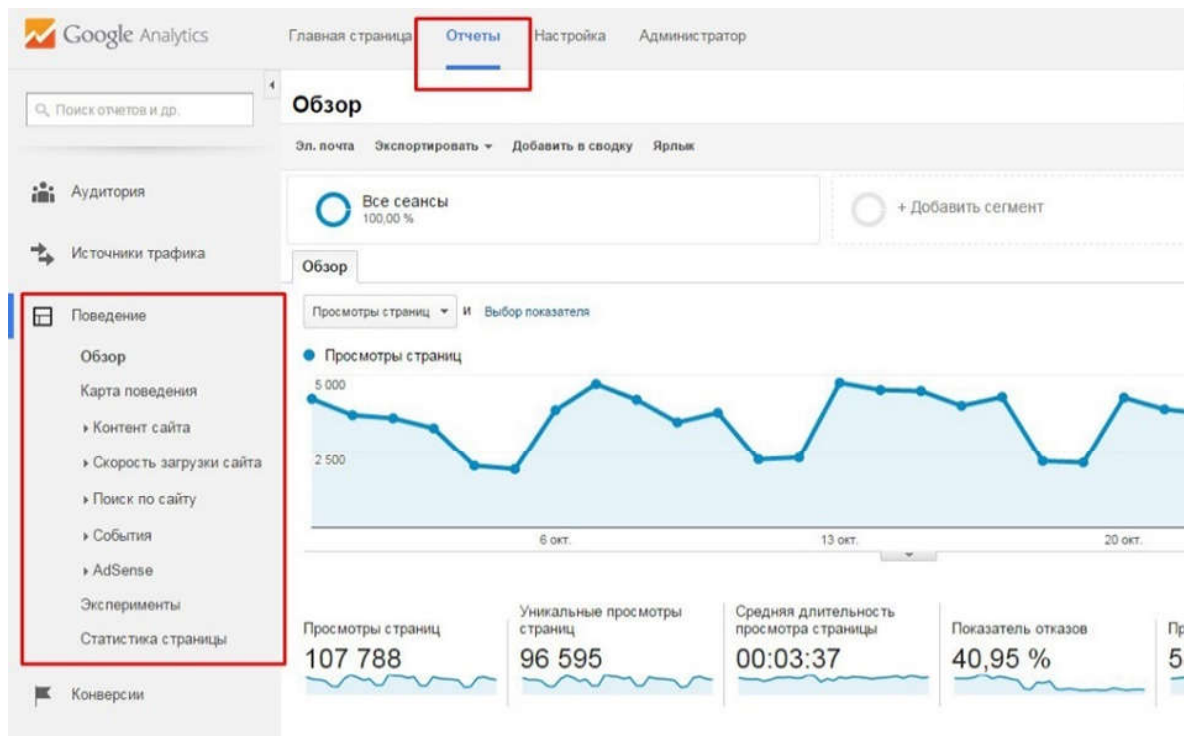 Google Analytics
Главная страница
Отчеты
Настройка
Администратор
Поиск отчетов и др.
Аудитория
Источники трафика
Поведение
Обзор
Карта поведения
Контент сайта
Скорость загрузки сайта
Поиск по сайту
События
AdSense
Эксперименты
Статистика страницы
Конверсии
Обзор
Эл. почта
Экспортировать
Добавить в сводку
Ярлык
Все сеансы
100,00 %
+ Добавить сегмент
Обзор
Просмотры страниц
и
Выбор показателя
Просмотры страниц
5 000
2 500
6 окт.
13 окт.
20 окт.
Просмотры страниц
107 788
Уникальные просмотры
страниц
96 595
Средняя длительность
просмотра страницы
00:03:37
Показатель отказов
40,95 %
Пр
5